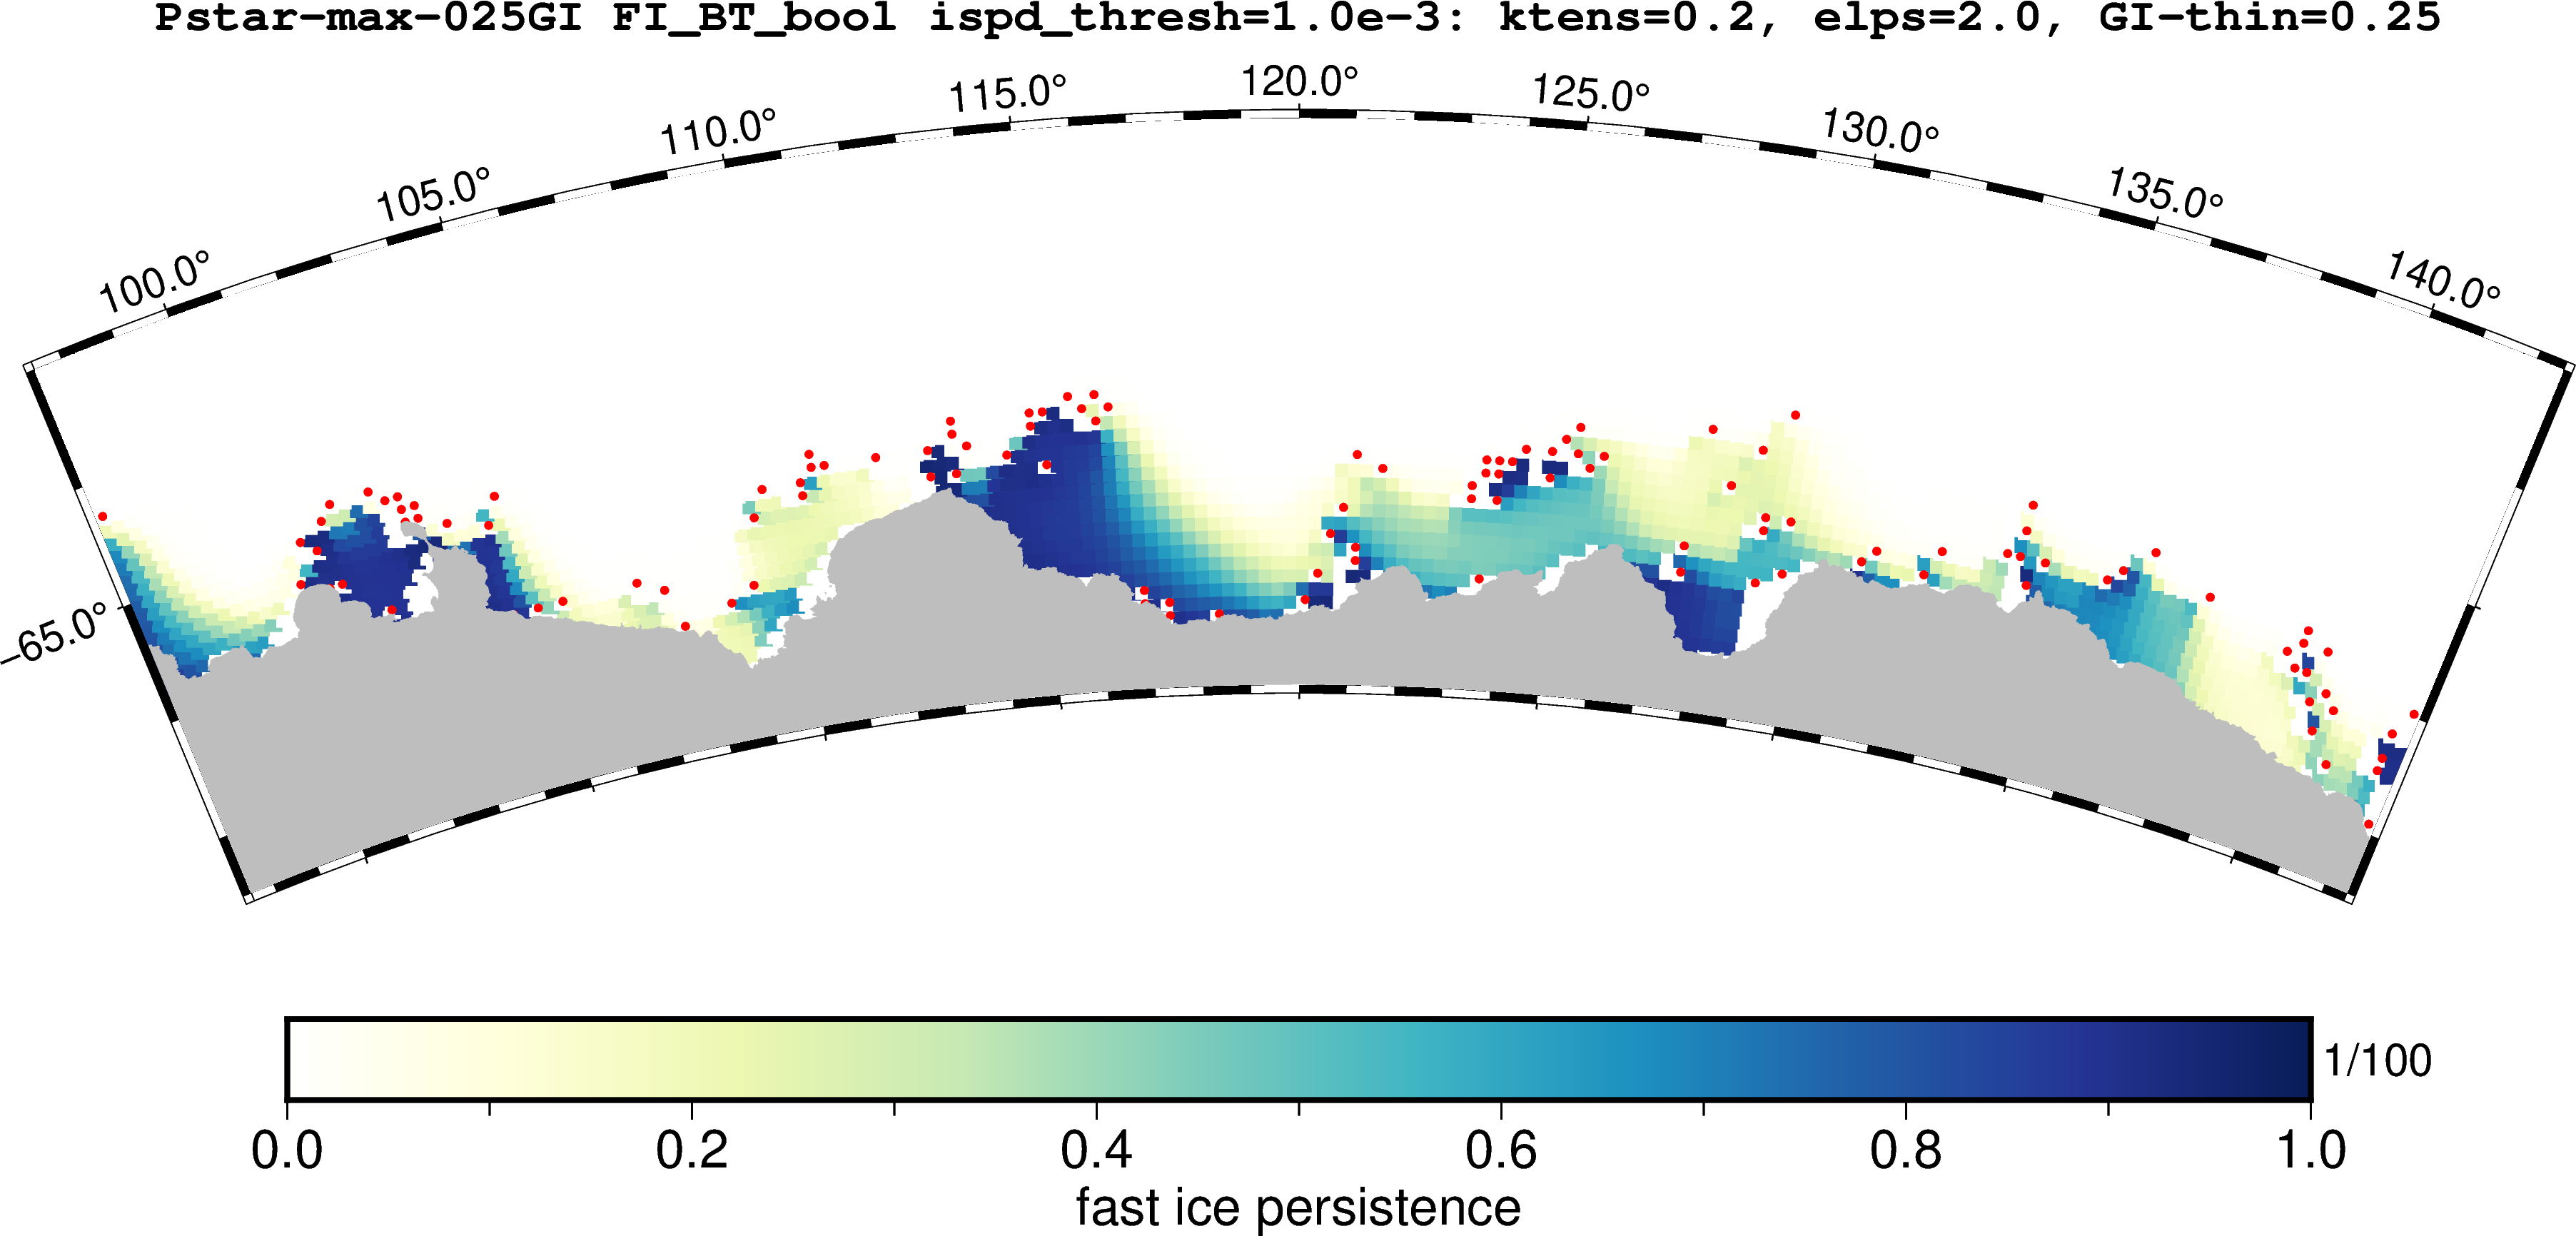 Pstar-max-025GI FI_BT_bool ispd_thresh=1.0e-3: ktens=0.2, elps=2.0, GI-thin=0.25
100.0° 105.0° 110.0° 115.0° 120.0° 125.0° 130.0° 135.0° 140.0°
-65.0°
1/100
0.0 0.2 0.4 0.6 0.8 1.0
fast ice persistence